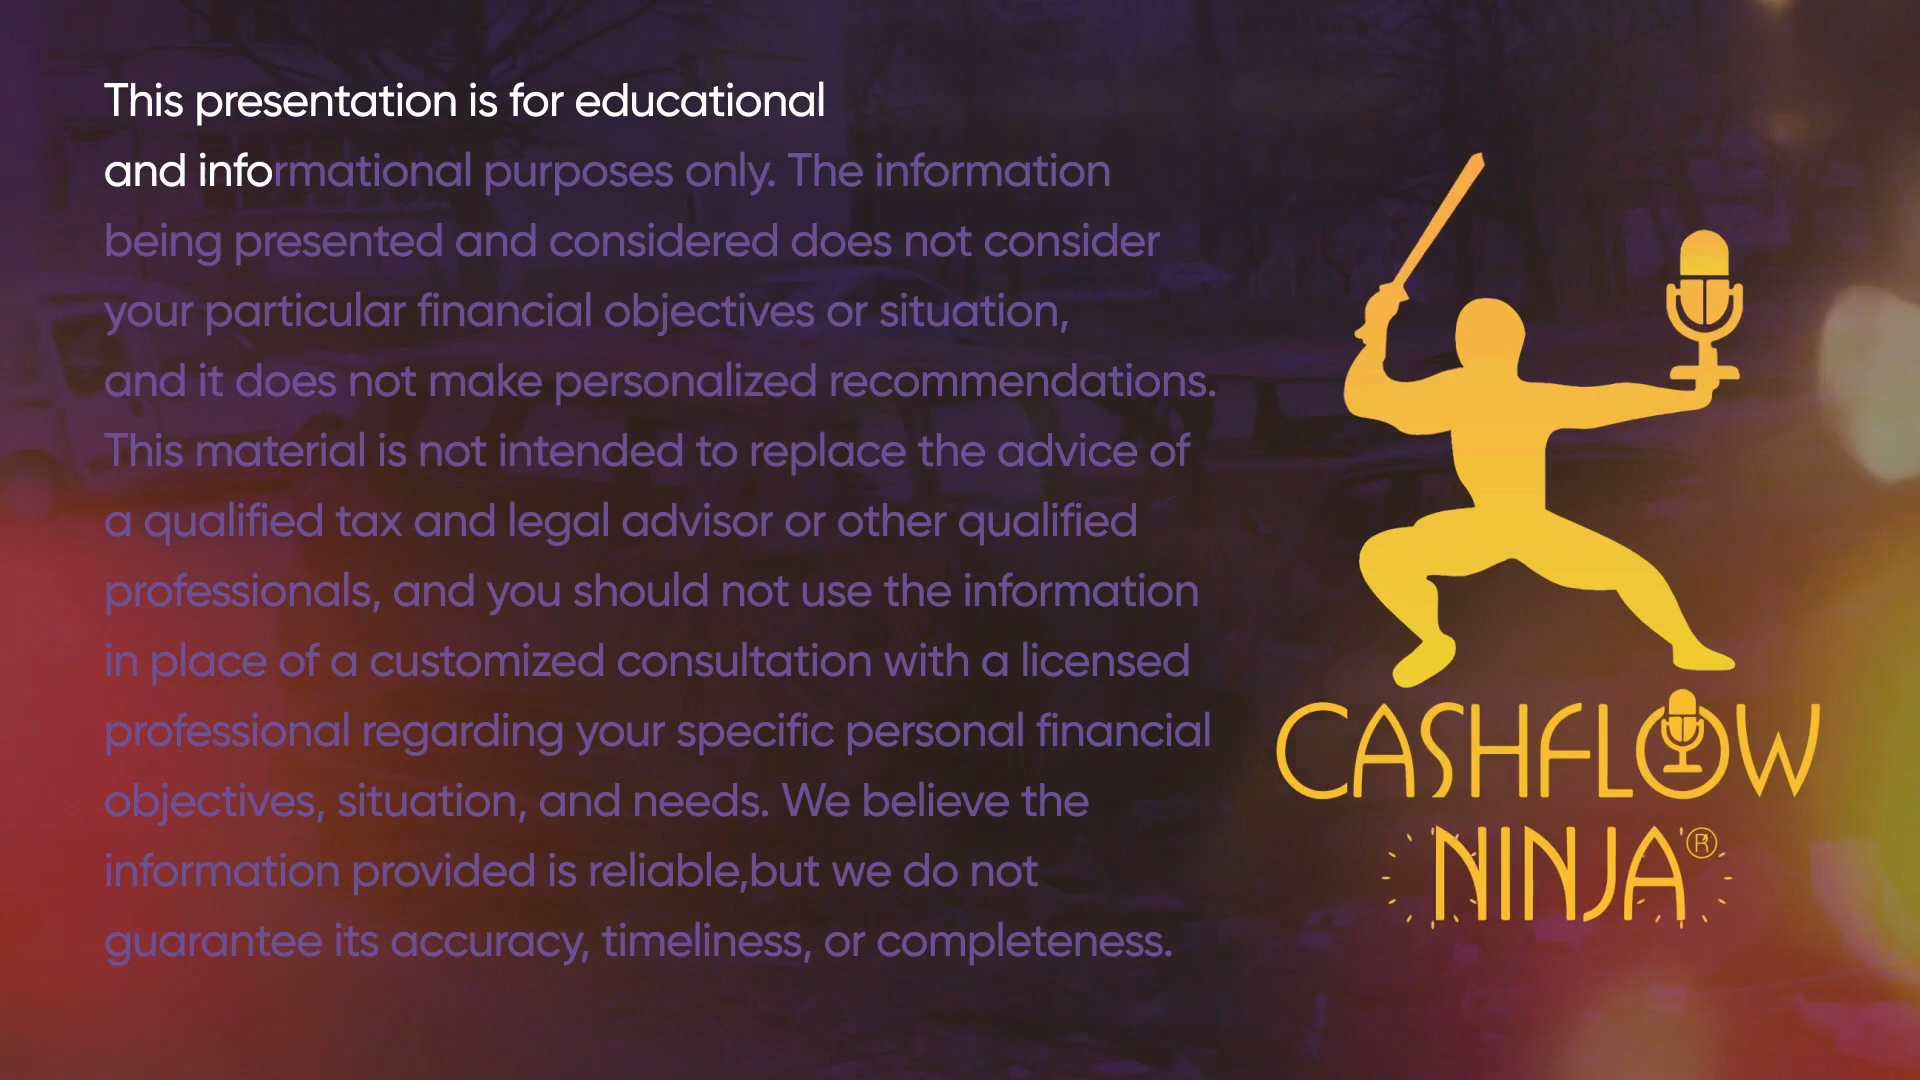 This presentation is for educational
and informational purposes only. The information
being presented and considered does not consider
your particular financial objectives or situation,
and it does not make personalized recommendations.
This material is not intended to replace the advice of
a qualified tax and legal advisor or other qualified
professionals, and you should not use the information
in place of a customized consultation with a licensed
professional regarding your specific personal financial
objectives, situation, and needs. We believe the
information provided is reliable,but we do not
guarantee its accuracy, timeliness, or completeness.
CASHFLOW
NINJA®